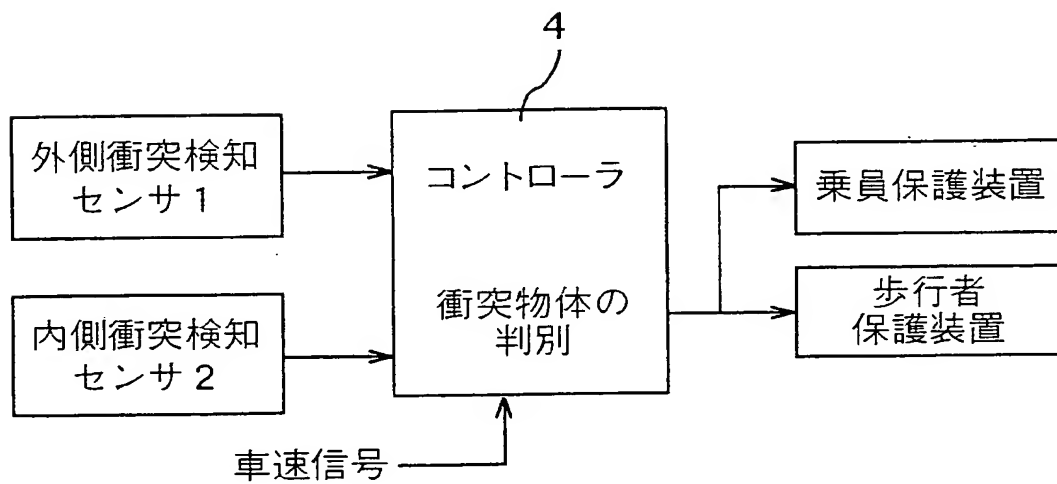 4
外側衝突検知
センサ1
内側衝突検知
センサ2
コントローラ
衝突物体の
判別
車速信号
乗員保護装置
歩行者
保護装置